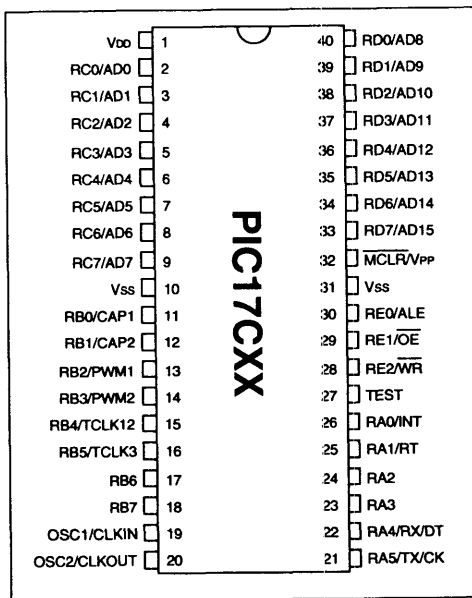 VDD 1 40 RD0/AD8
RC0/AD0 2 39 RD1/AD9
RC1/AD1 3 38 RD2/AD10
RC2/AD2 4 37 RD3/AD11
RC3/AD3 5 36 RD4/AD12
RC4/AD4 6 35 RD5/AD13
RC5/AD5 7 34 RD6/AD14
RC6/AD6 8 33 RD7/AD15
RC7/AD7 9 32 MCLR/VPP
VSS 10 31 VSS
RB0/CAP1 11 30 RE0/ALE
RB1/CAP2 12 29 RE1/OE
RB2/PWM1 13 28 RE2/WR
RB3/PWM2 14 27 TEST
RB4/TCLK12 15 26 RA0/INT
RB5/TCLK3 16 25 RA1/RT
RB6 17 24 RA2
RB7 18 23 RA3
OSC1/CLKIN 19 22 RA4/RX/DT
OSC2/CLKOUT 20 21 RA5/TX/CK
PIC17CXX